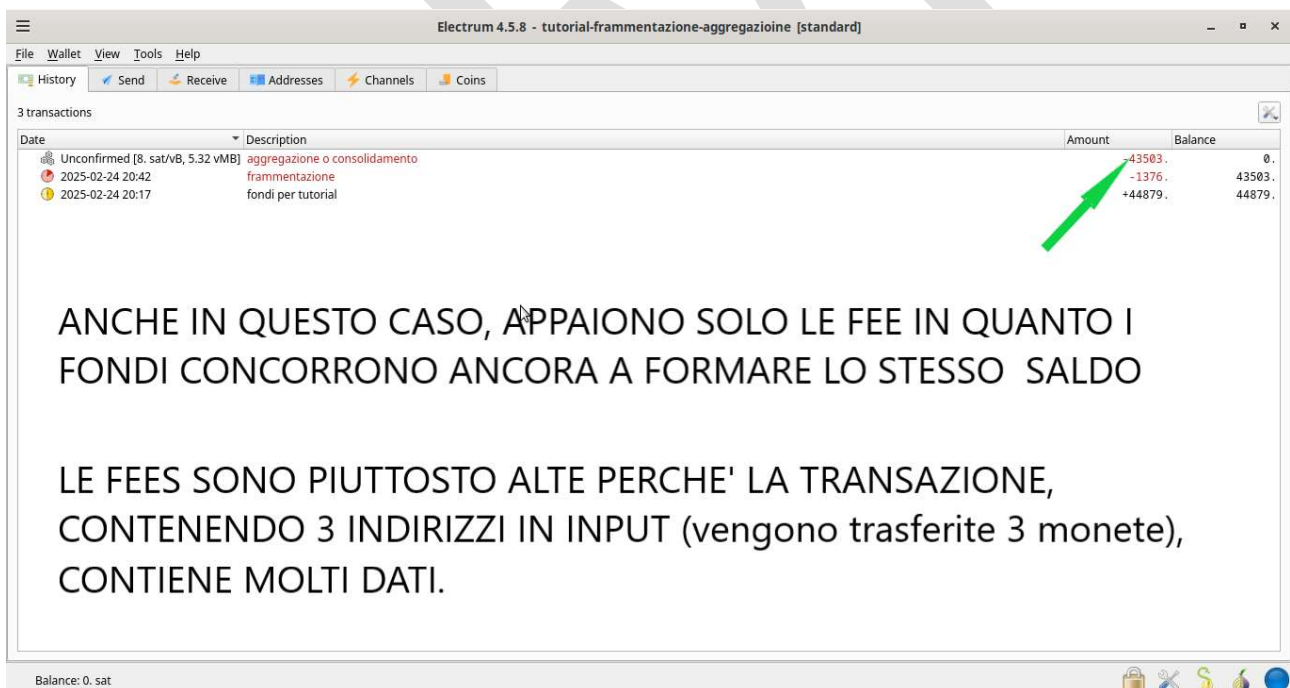 Electrum 4.5.8 - tutorial-frammentazione-aggregazioine [standard]
File Wallet View Tools Help
History Send Receive Addresses Channels Coins
3 transactions
Date Description Amount Balance
Unconfirmed [8. sat/vB, 5.32 vMB] aggregazione o consolidamento -43503. 0.
2025-02-24 20:42 frammentazione -1376. 43503.
2025-02-24 20:17 fondi per tutorial +44879. 44879.
ANCHE IN QUESTO CASO, APPAIONO SOLO LE FEE IN QUANTO I
FONDI CONCORRONO ANCORA A FORMARE LO STESSO SALDO
LE FEES SONO PIUTTOSTO ALTE PERCHE' LA TRANSAZIONE,
CONTENENDO 3 INDIRIZZI IN INPUT (vengono trasferite 3 monete),
CONTIENE MOLTI DATI.
Balance: 0. sat